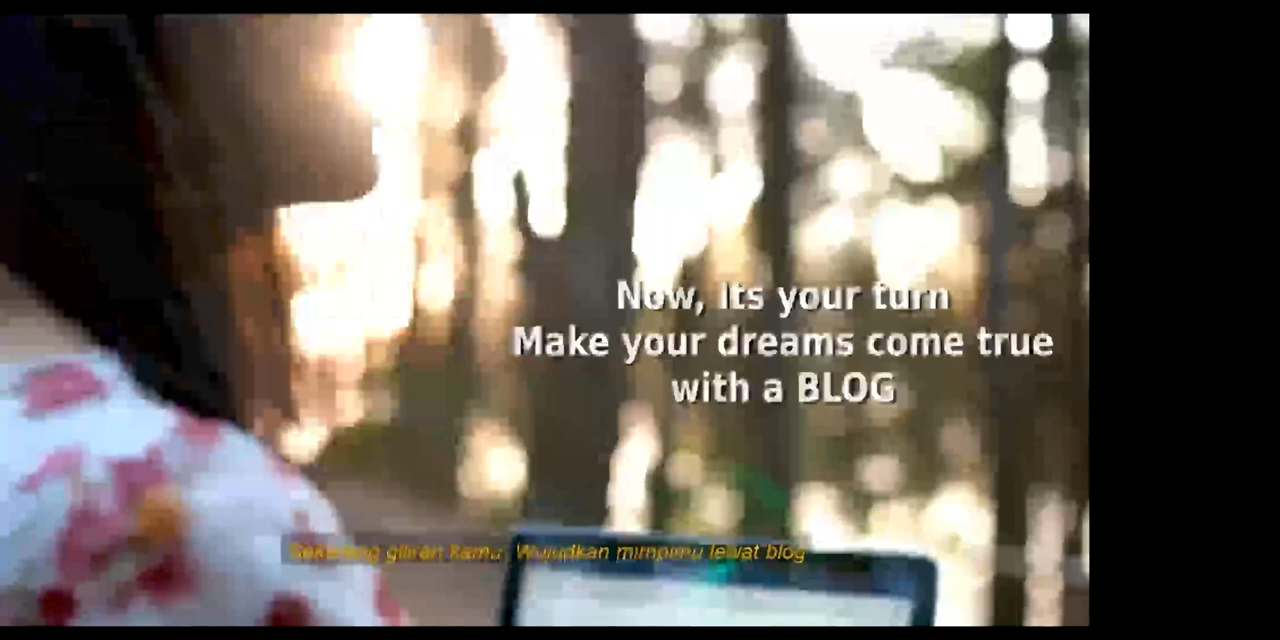 Now, its your turn
Make your dreams come true
with a BLOG
Sekarang giliran kamu. Wujudkan mimpimu lewat blog